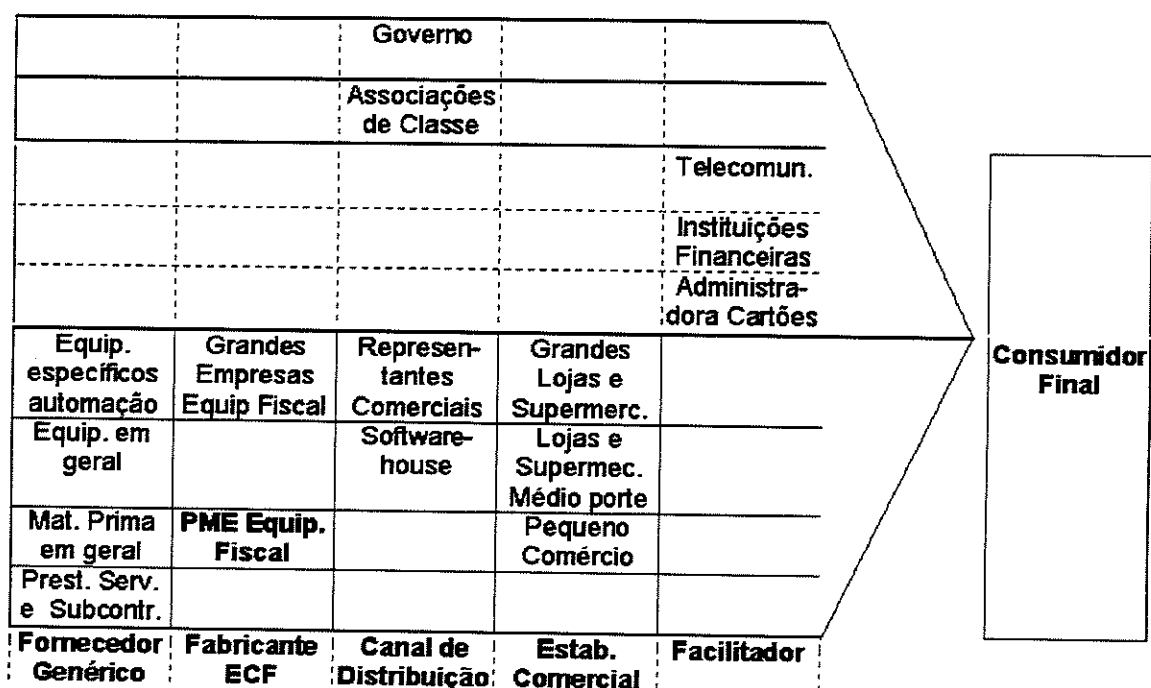 Governo
Associações
de Classe
Telecomun.
Instituições
Financeiras
Administra-
dora Cartões
Equip.
específicos
automação
Grandes
Empresas
Equip Fiscal
Represen-
tantes
Comerciais
Grandes
Lojas e
Supermerc.
Equip. em
geral
Software-
house
Lojas e
Supermec.
Médio porte
Mat. Prima
em geral
PME Equip.
Fiscal
Pequeno
Comércio
Prest. Serv.
e Subcontr.
Fornecedor
Genérico
Fabricante
ECF
Canal de
Distribuição
Estab.
Comercial
Facilitador
Consumidor
Final